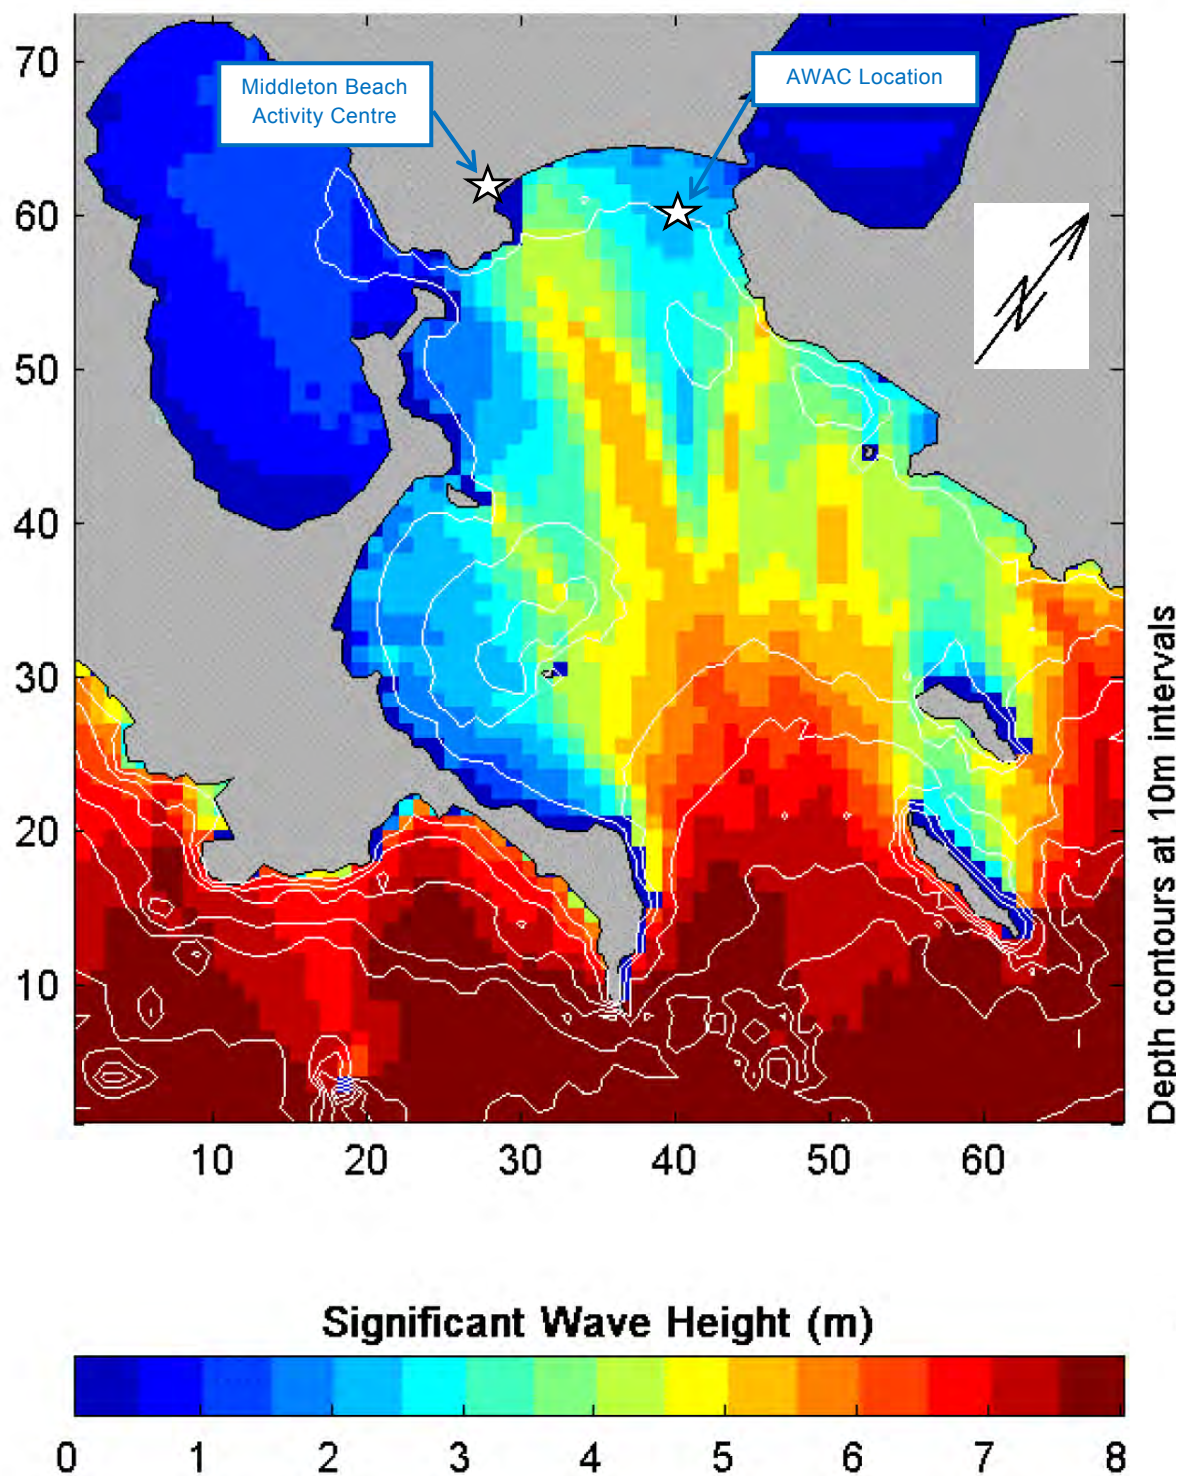 70
60
50
40
30
20
10
Middleton Beach
Activity Centre
AWAC Location
N
Depth contours at 10m intervals
10 20 30 40 50 60
Significant Wave Height (m)
0 1 2 3 4 5 6 7 8